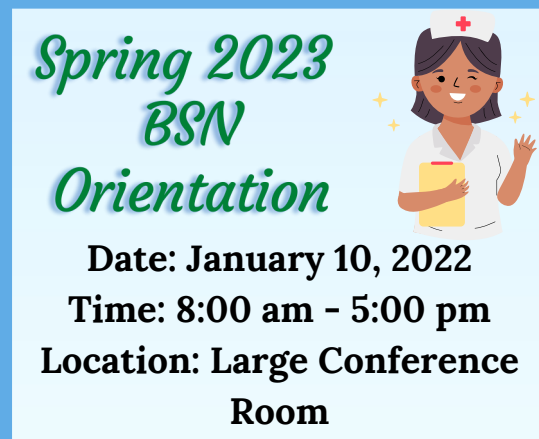 Spring 2023
BSN
Orientation
Date: January 10, 2022
Time: 8:00 am - 5:00 pm
Location: Large Conference
Room